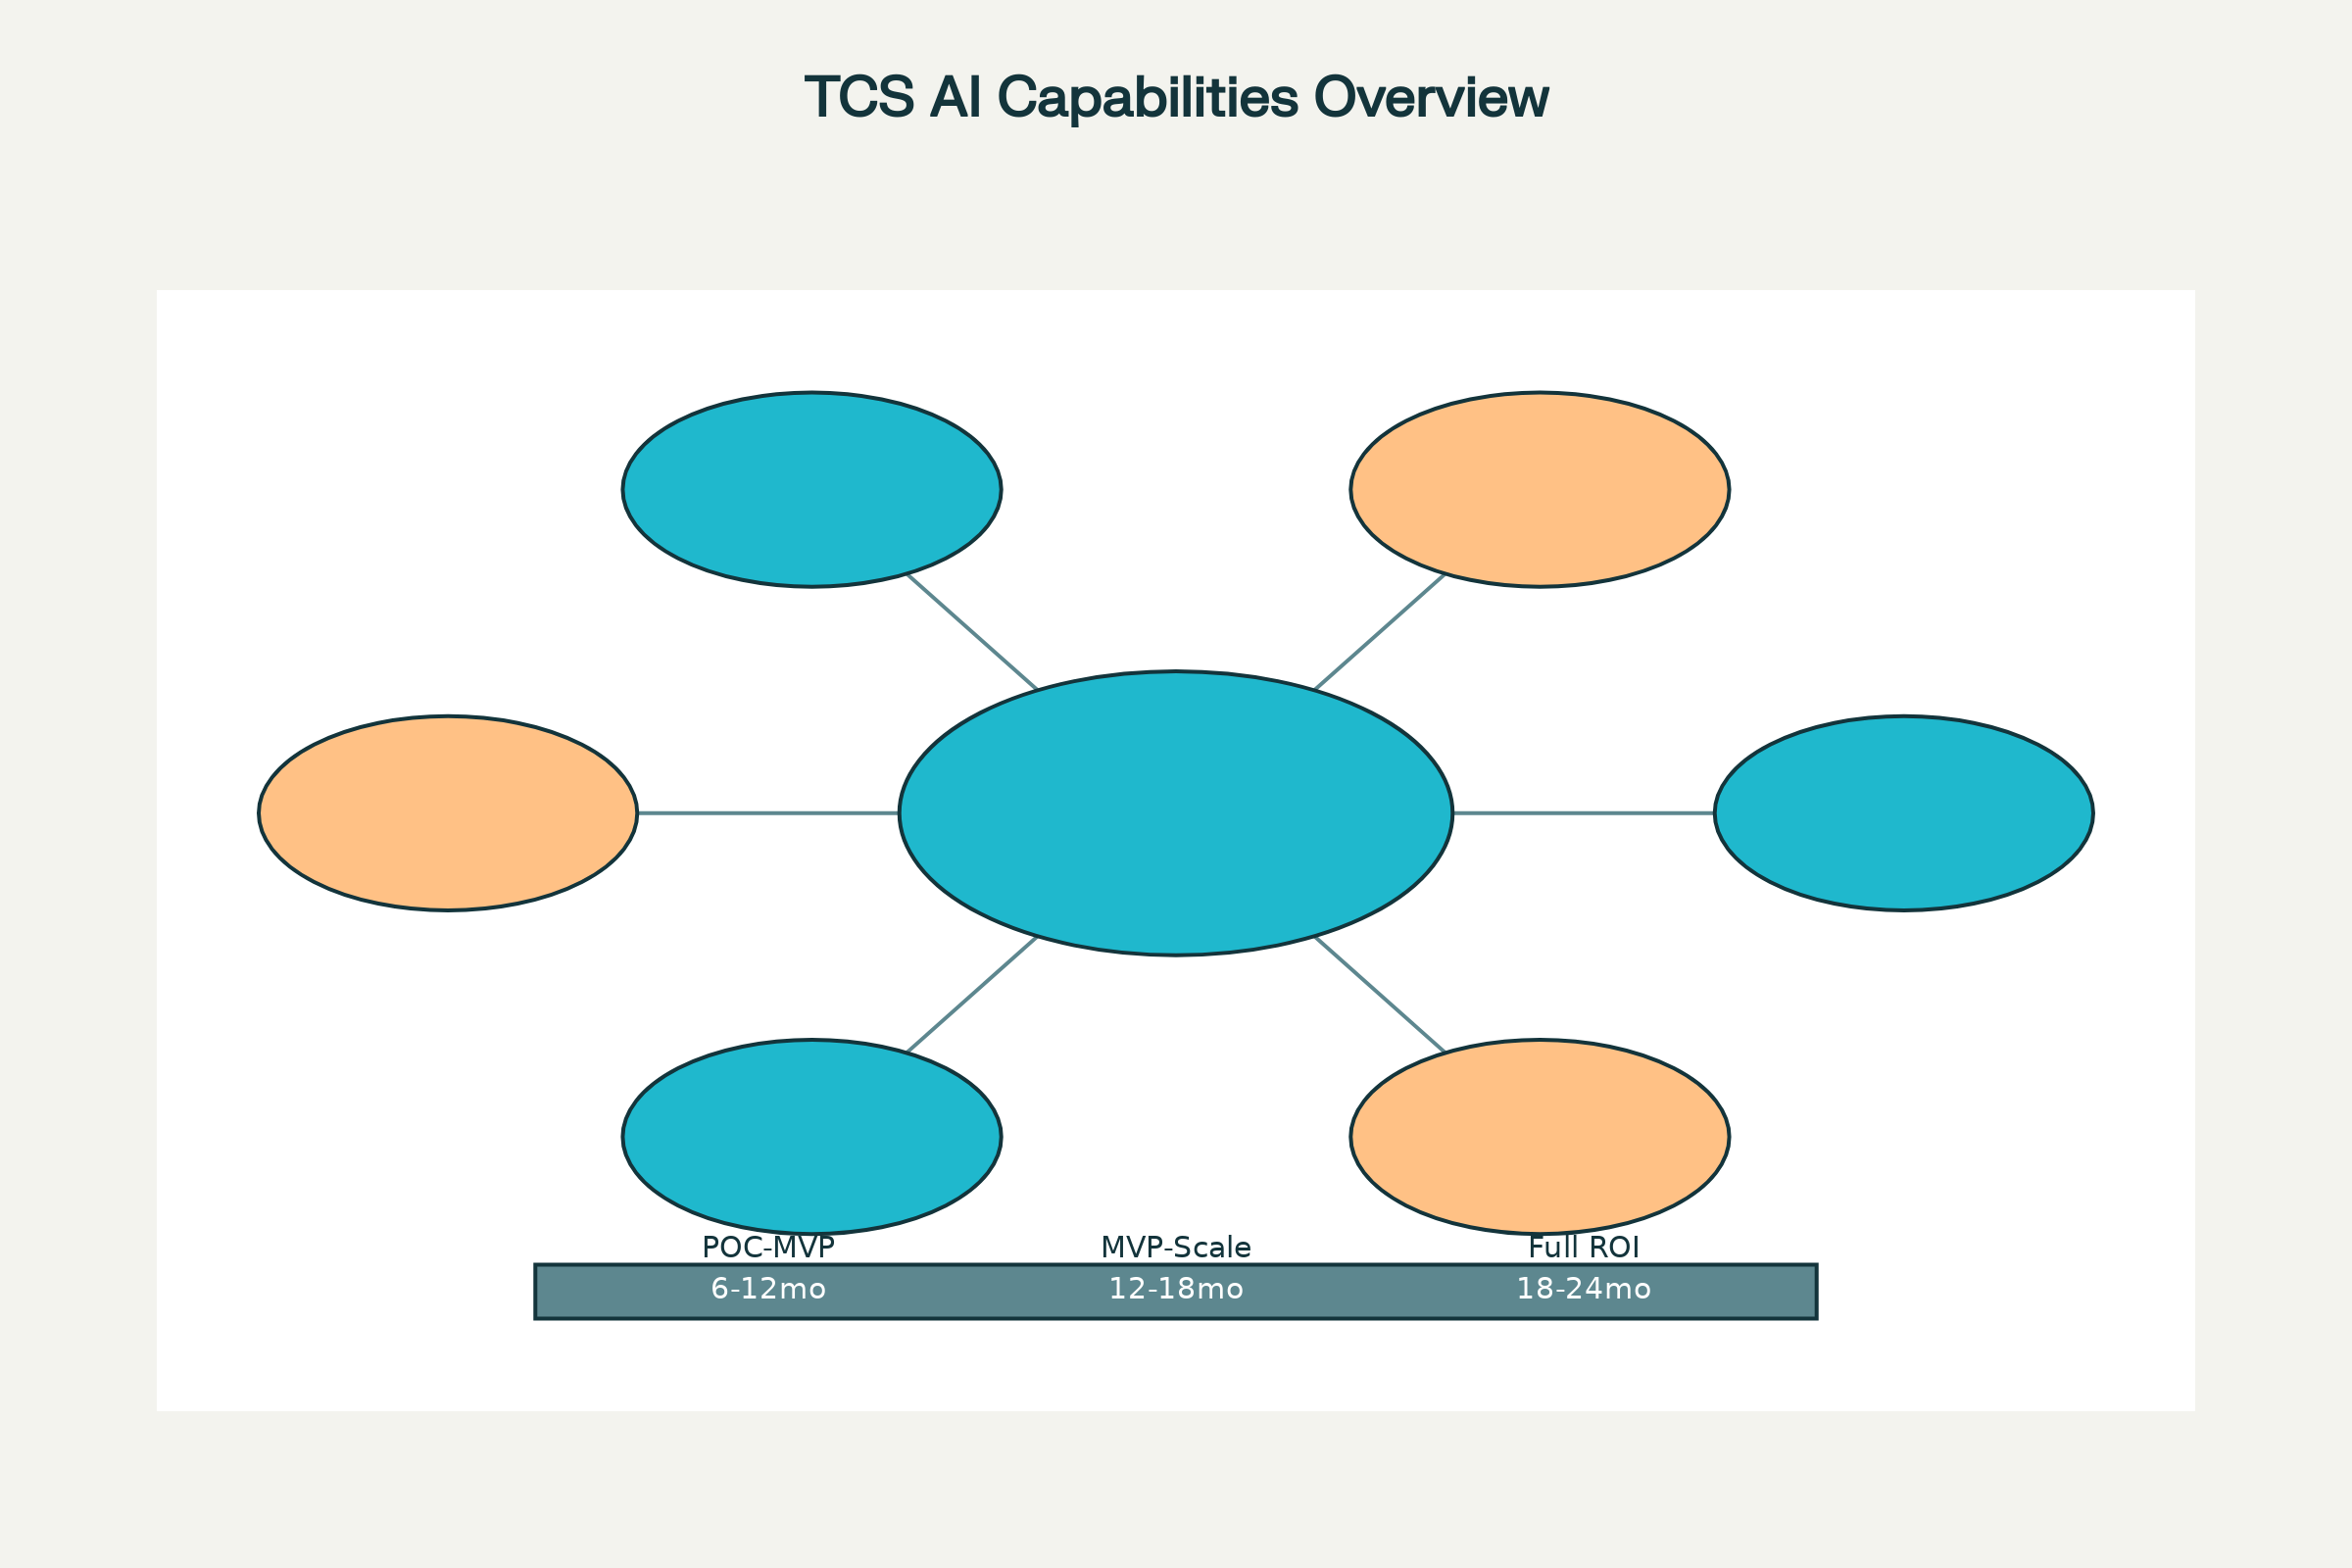 TCS AI Capabilities Overview
POC-MVP MVP-Scale Full ROI
6-12mo 12-18mo 18-24mo